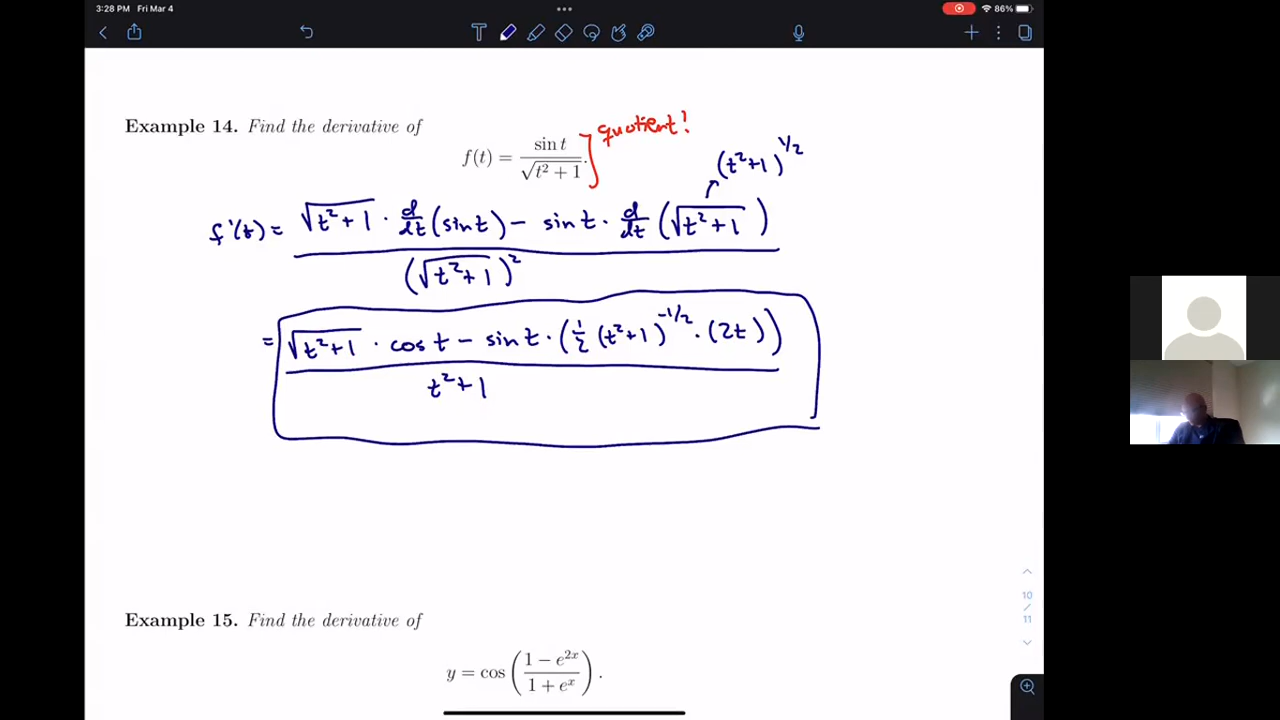 3:28 PM Fri Mar 4
86%
Example 14. Find the derivative of
f(t) = sin t / √(t² + 1) .
quotient!
(t²+1)^1/2
f'(t) = √(t²+1) · d/dt (sin t) − sin t · d/dt (√(t²+1))
(√(t²+1))²
= √(t²+1) · cos t − sin t · (1/2 (t²+1)^−1/2 · (2t))
t²+1
10
/
11
Example 15. Find the derivative of
y = cos ( (1 − e^2x) / (1 + e^x) ) .